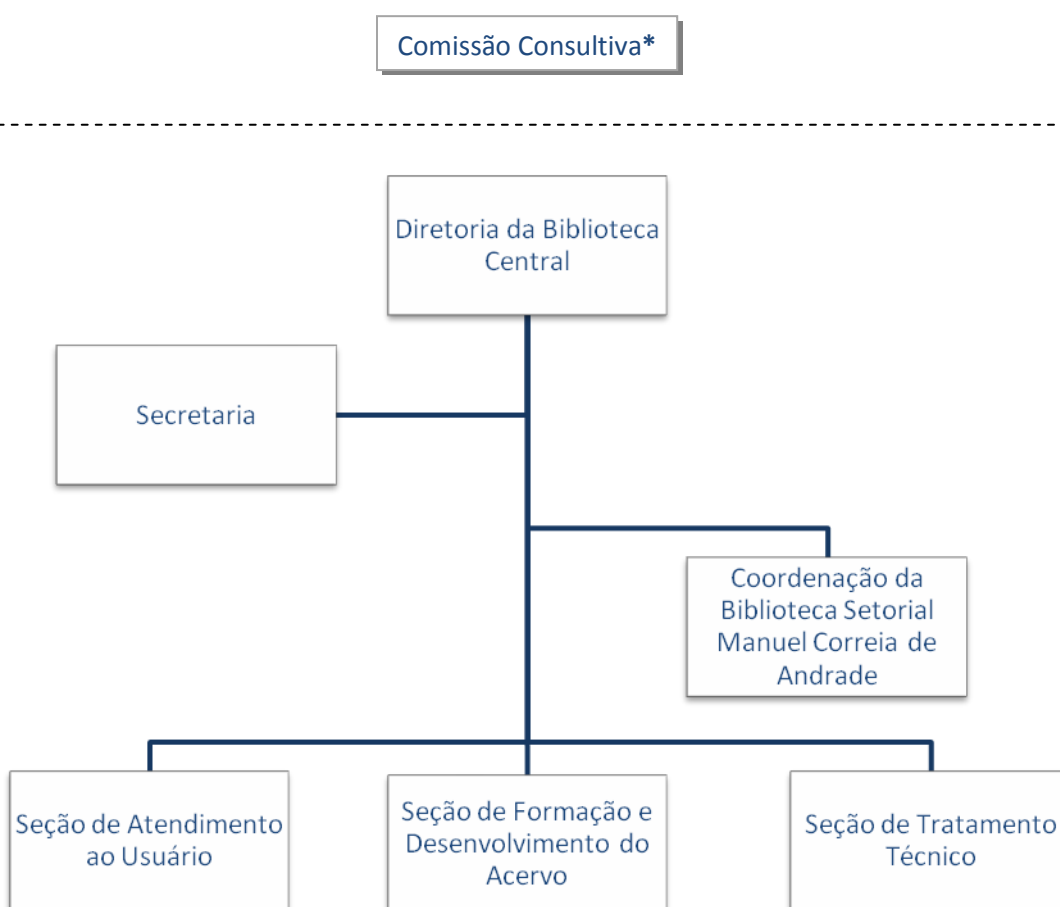 Comissão Consultiva*
Diretoria da Biblioteca
Central
Secretaria
Coordenação da
Biblioteca Setorial
Manuel Correia de
Andrade
Seção de Atendimento
ao Usuário
Seção de Formação e
Desenvolvimento do
Acervo
Seção de Tratamento
Técnico